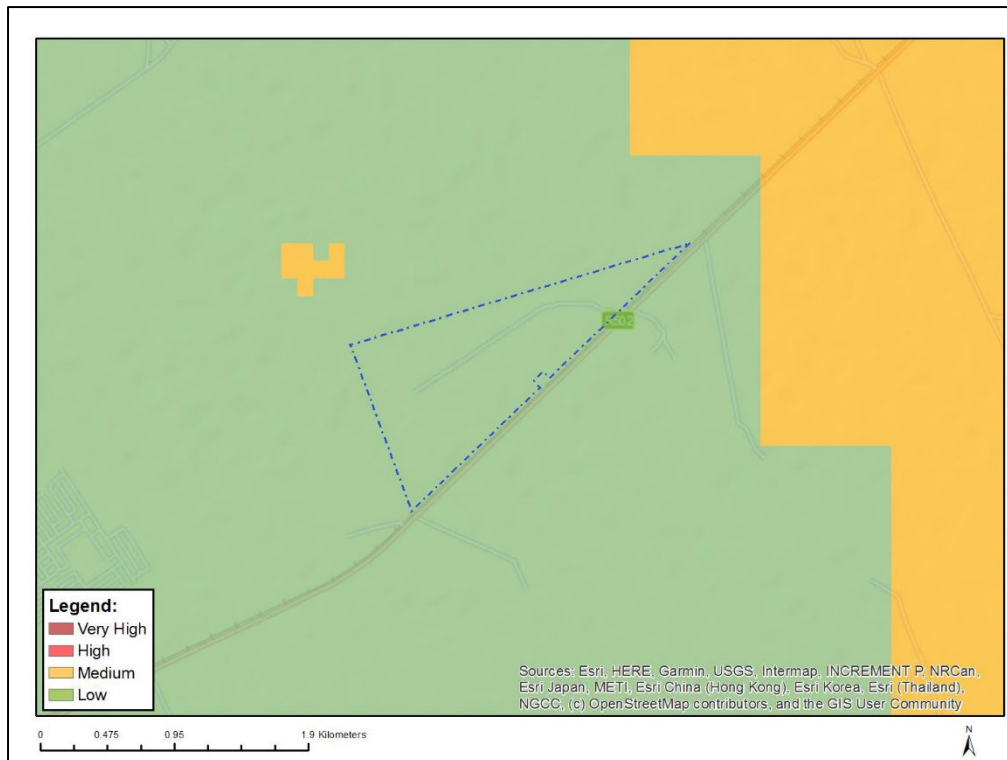 Legend:
Very High
High
Medium
Low
Sources: Esri, HERE, Garmin, USGS, Intermap, INCREMENT P, NRCan,
Esri Japan, METI, Esri China (Hong Kong), Esri Korea, Esri (Thailand),
NGCC, (c) OpenStreetMap contributors, and the GIS User Community
0 0.475 0.95 1.9 Kilometers
N